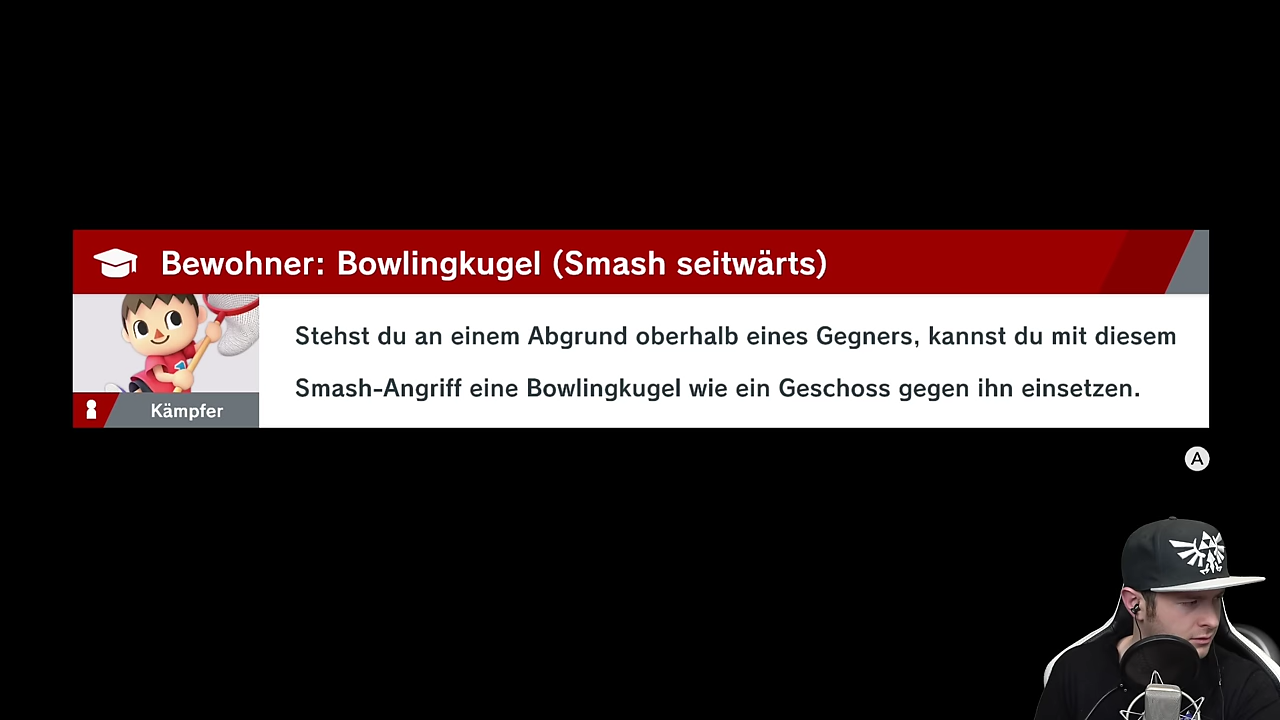 Bewohner: Bowlingkugel (Smash seitwärts)
Stehst du an einem Abgrund oberhalb eines Gegners, kannst du mit diesem
Smash-Angriff eine Bowlingkugel wie ein Geschoss gegen ihn einsetzen.
Kämpfer
A